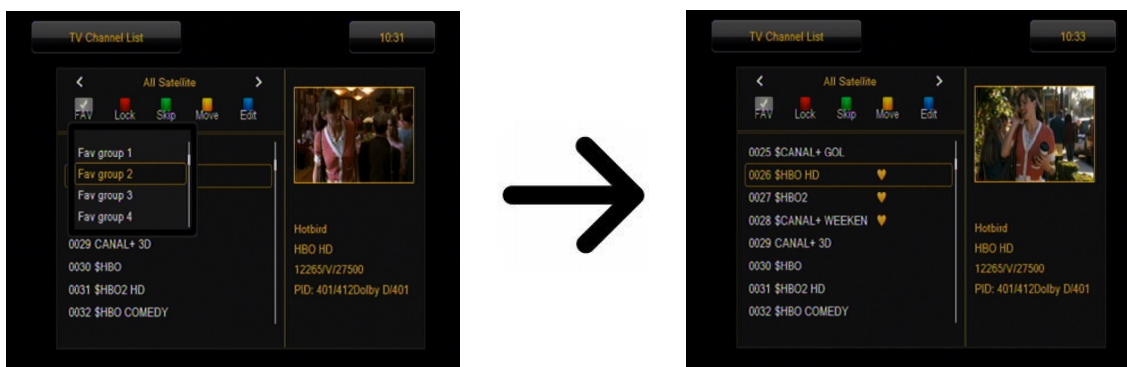 TV Channel List
10:31
All Satellite
FAV Lock Skip Move Edit
Fav group 1
Fav group 2
Fav group 3
Fav group 4
0029 CANAL+ 3D
0030 $HBO
0031 $HBO2 HD
0032 $HBO COMEDY
Hotbird
HBO HD
12265/V/27500
PID: 401/412Dolby D/401
TV Channel List
10:33
All Satellite
FAV Lock Skip Move Edit
0025 $CANAL+ GOL
0026 $HBO HD
0027 $HBO2
0028 $CANAL+ WEEKEN
0029 CANAL+ 3D
0030 $HBO
0031 $HBO2 HD
0032 $HBO COMEDY
Hotbird
HBO HD
12265/V/27500
PID: 401/412Dolby D/401